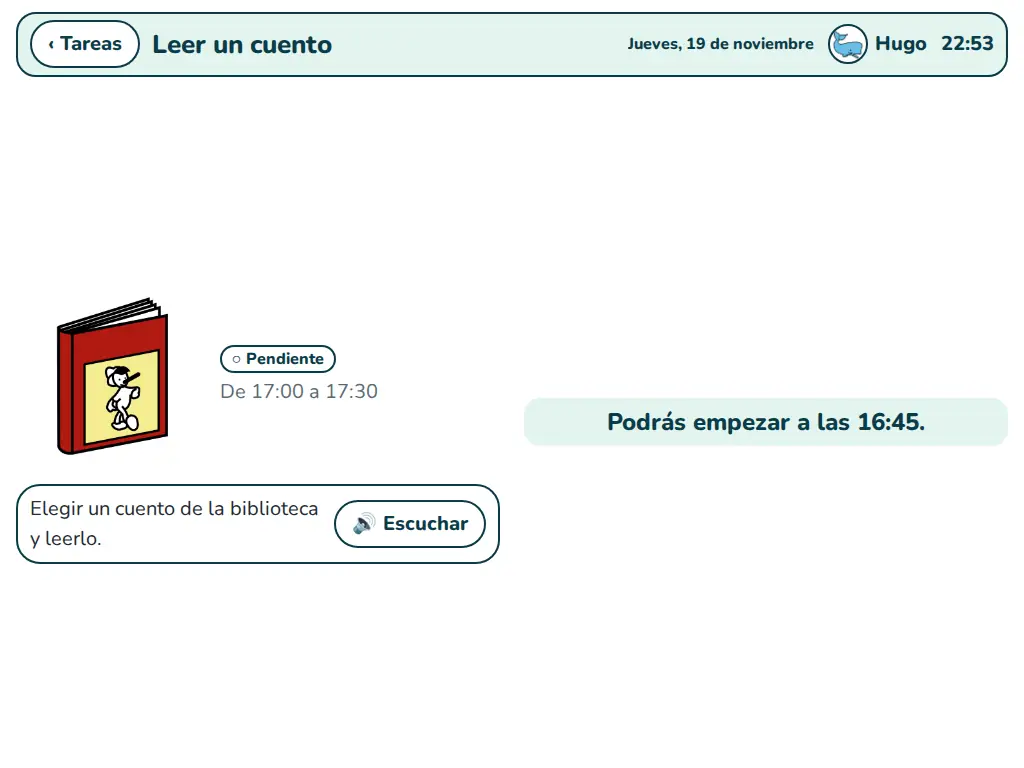 ‹ Tareas
Leer un cuento
Jueves, 19 de noviembre
Hugo
22:53
○ Pendiente
De 17:00 a 17:30
Podrás empezar a las 16:45.
Elegir un cuento de la biblioteca
y leerlo.
🔊 Escuchar